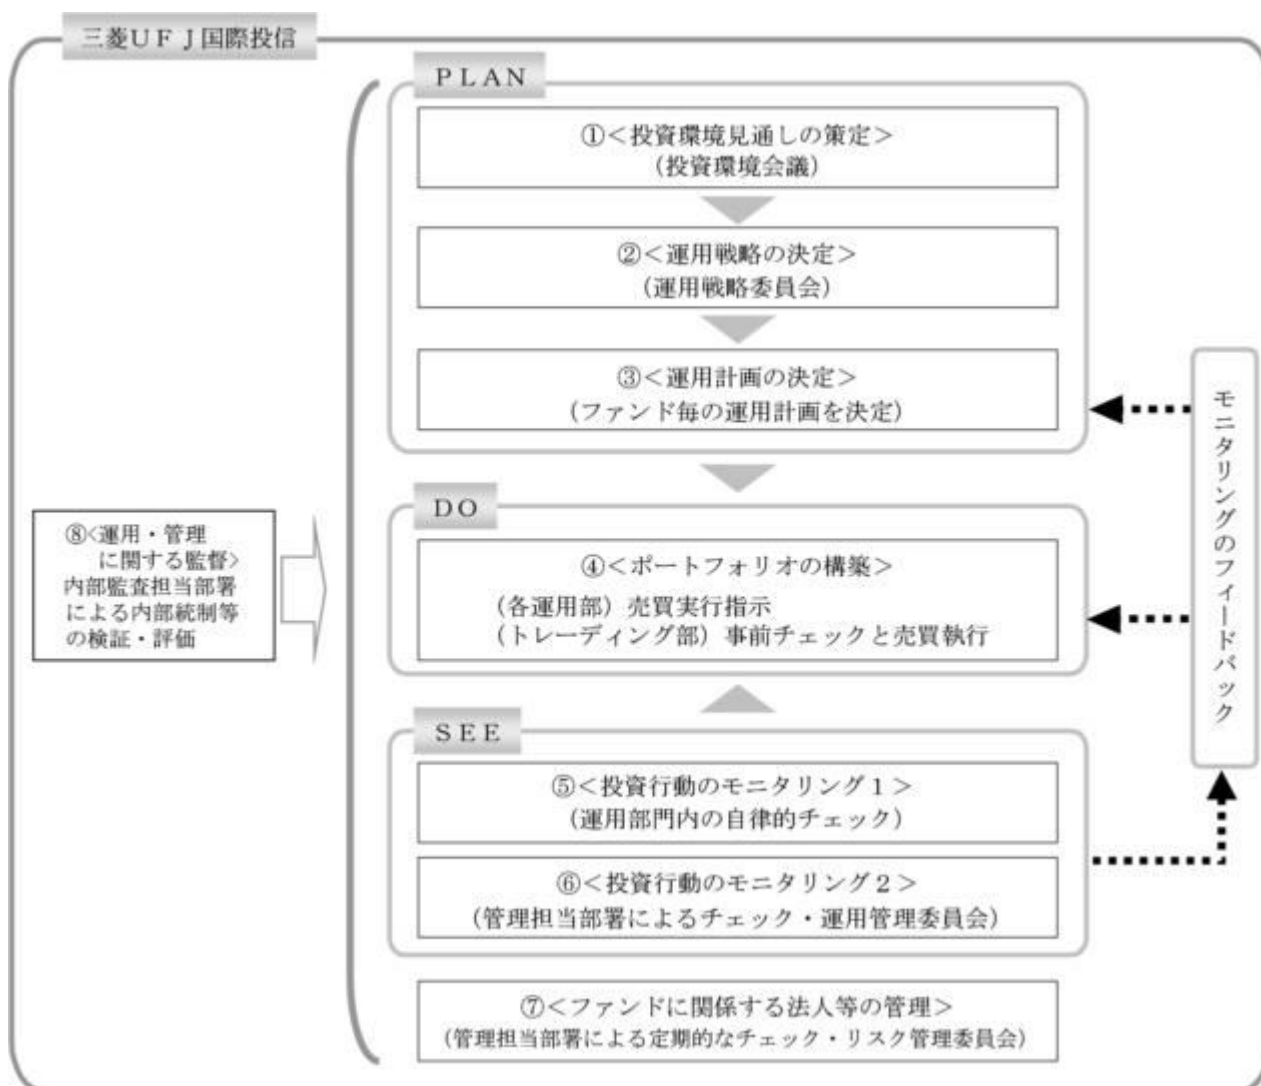 三菱ＵＦＪ国際投信
ＰＬＡＮ
①＜投資環境見通しの策定＞
（投資環境会議）
②＜運用戦略の決定＞
（運用戦略委員会）
③＜運用計画の決定＞
（ファンド毎の運用計画を決定）
ＤＯ
④＜ポートフォリオの構築＞
（各運用部）売買実行指示
（トレーディング部）事前チェックと売買執行
ＳＥＥ
⑤＜投資行動のモニタリング１＞
（運用部門内の自律的チェック）
⑥＜投資行動のモニタリング２＞
（管理担当部署によるチェック・運用管理委員会）
⑦＜ファンドに関係する法人等の管理＞
（管理担当部署による定期的なチェック・リスク管理委員会）
⑧<運用・管理
に関する監督>
内部監査担当部署
による内部統制等
の検証・評価
モニタリングのフィードバック